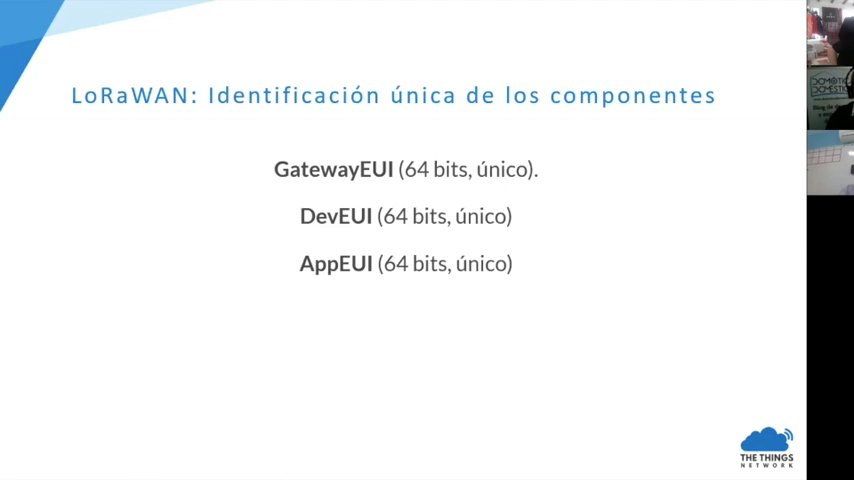 LoRaWAN: Identificación única de los componentes
GatewayEUI (64 bits, único).
DevEUI (64 bits, único)
AppEUI (64 bits, único)
THE THINGS
NETWORK